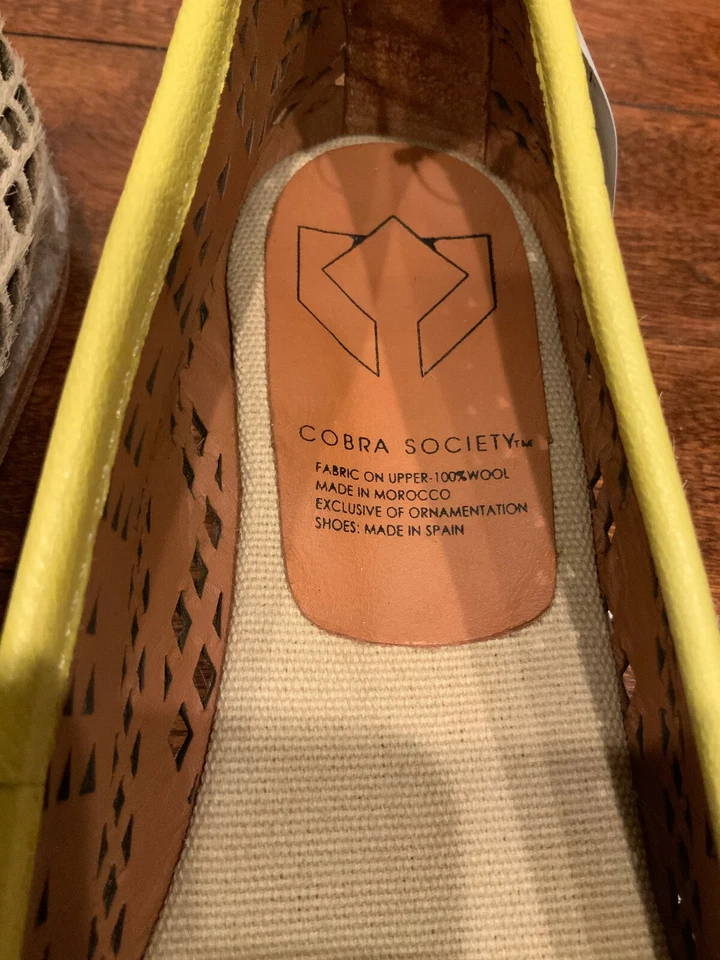 COBRA SOCIETY™
FABRIC ON UPPER-100%WOOL
MADE IN MOROCCO
EXCLUSIVE OF ORNAMENTATION
SHOES: MADE IN SPAIN